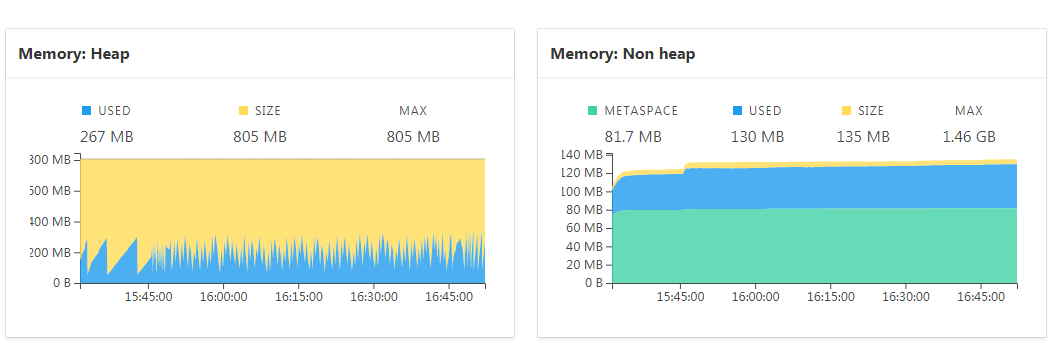 Memory: Heap
USED SIZE MAX
267 MB 805 MB 805 MB
800 MB
600 MB
400 MB
200 MB
0 B
15:45:00 16:00:00 16:15:00 16:30:00 16:45:00
Memory: Non heap
METASPACE USED SIZE MAX
81.7 MB 130 MB 135 MB 1.46 GB
140 MB
120 MB
100 MB
80 MB
60 MB
40 MB
20 MB
0 B
15:45:00 16:00:00 16:15:00 16:30:00 16:45:00